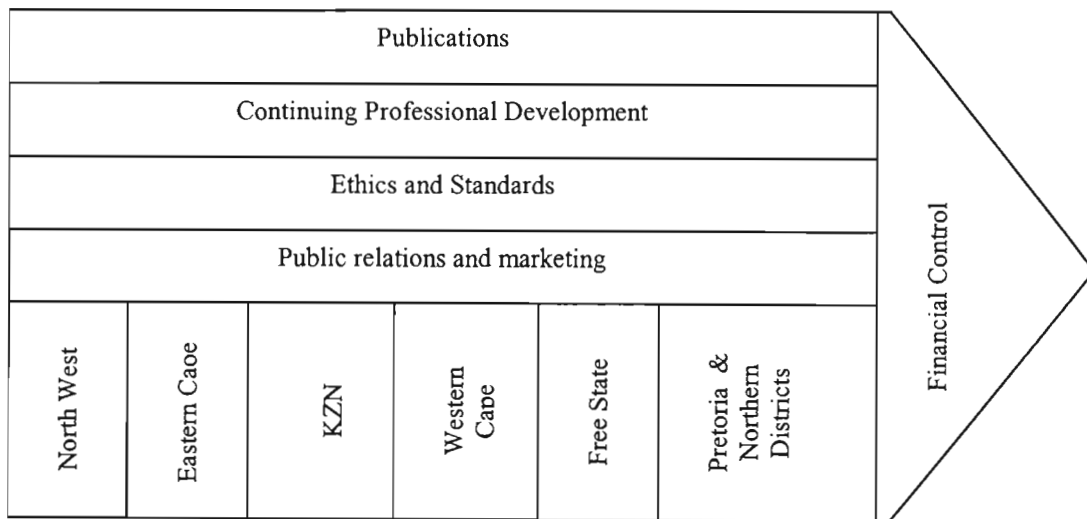 Publications
Continuing Professional Development
Ethics and Standards
Public relations and marketing
North West
Eastern Caoe
KZN
Western
Cape
Free State
Pretoria &
Northern
Districts
Financial Control